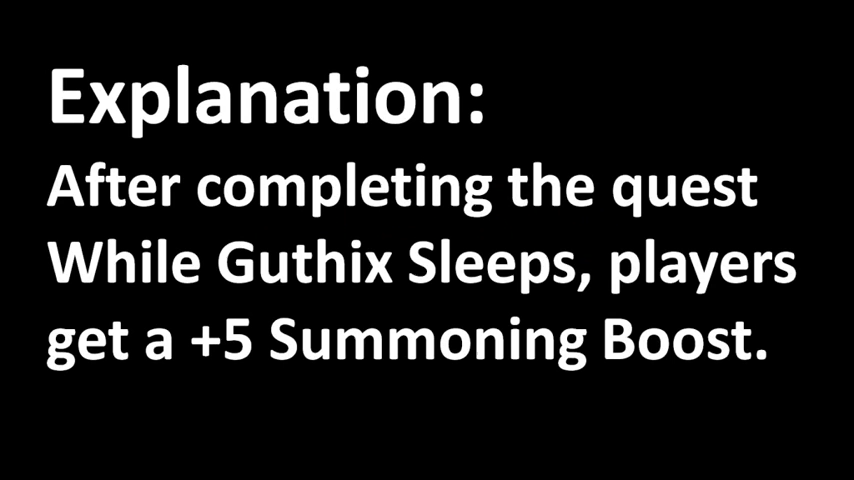 Explanation:
After completing the quest
While Guthix Sleeps, players
get a +5 Summoning Boost.